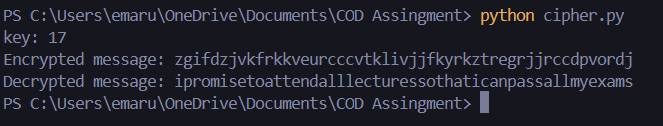 PS C:\Users\emaru\OneDrive\Documents\COD Assingment> python cipher.py
key: 17
Encrypted message: zgifdzjvkfrkkveurcccvtklivjjfkyrkztregrjjrccdpvordj
Decrypted message: ipromisetoattendalllecturessothaticanpassallmyexams
PS C:\Users\emaru\OneDrive\Documents\COD Assingment>